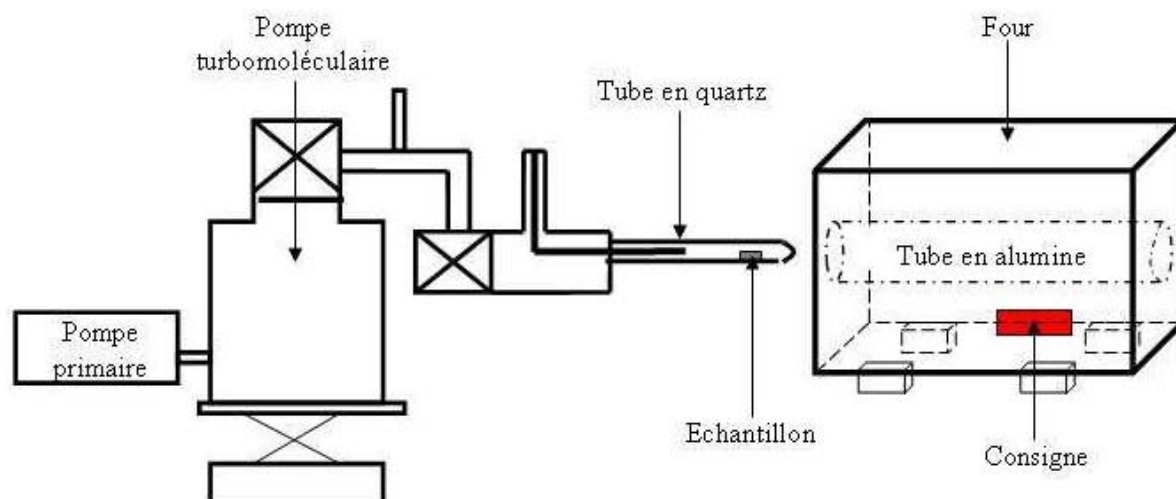 Pompe
turbomoléculaire
Four
Tube en quartz
Tube en alumine
Pompe
primaire
Echantillon
Consigne